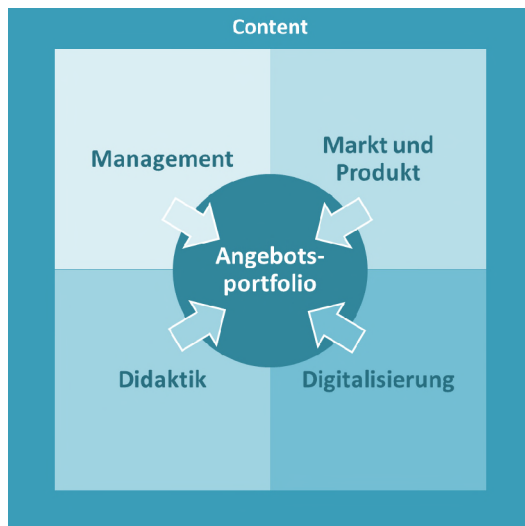 Content
Management
Markt und
Produkt
Angebots-
portfolio
Didaktik
Digitalisierung